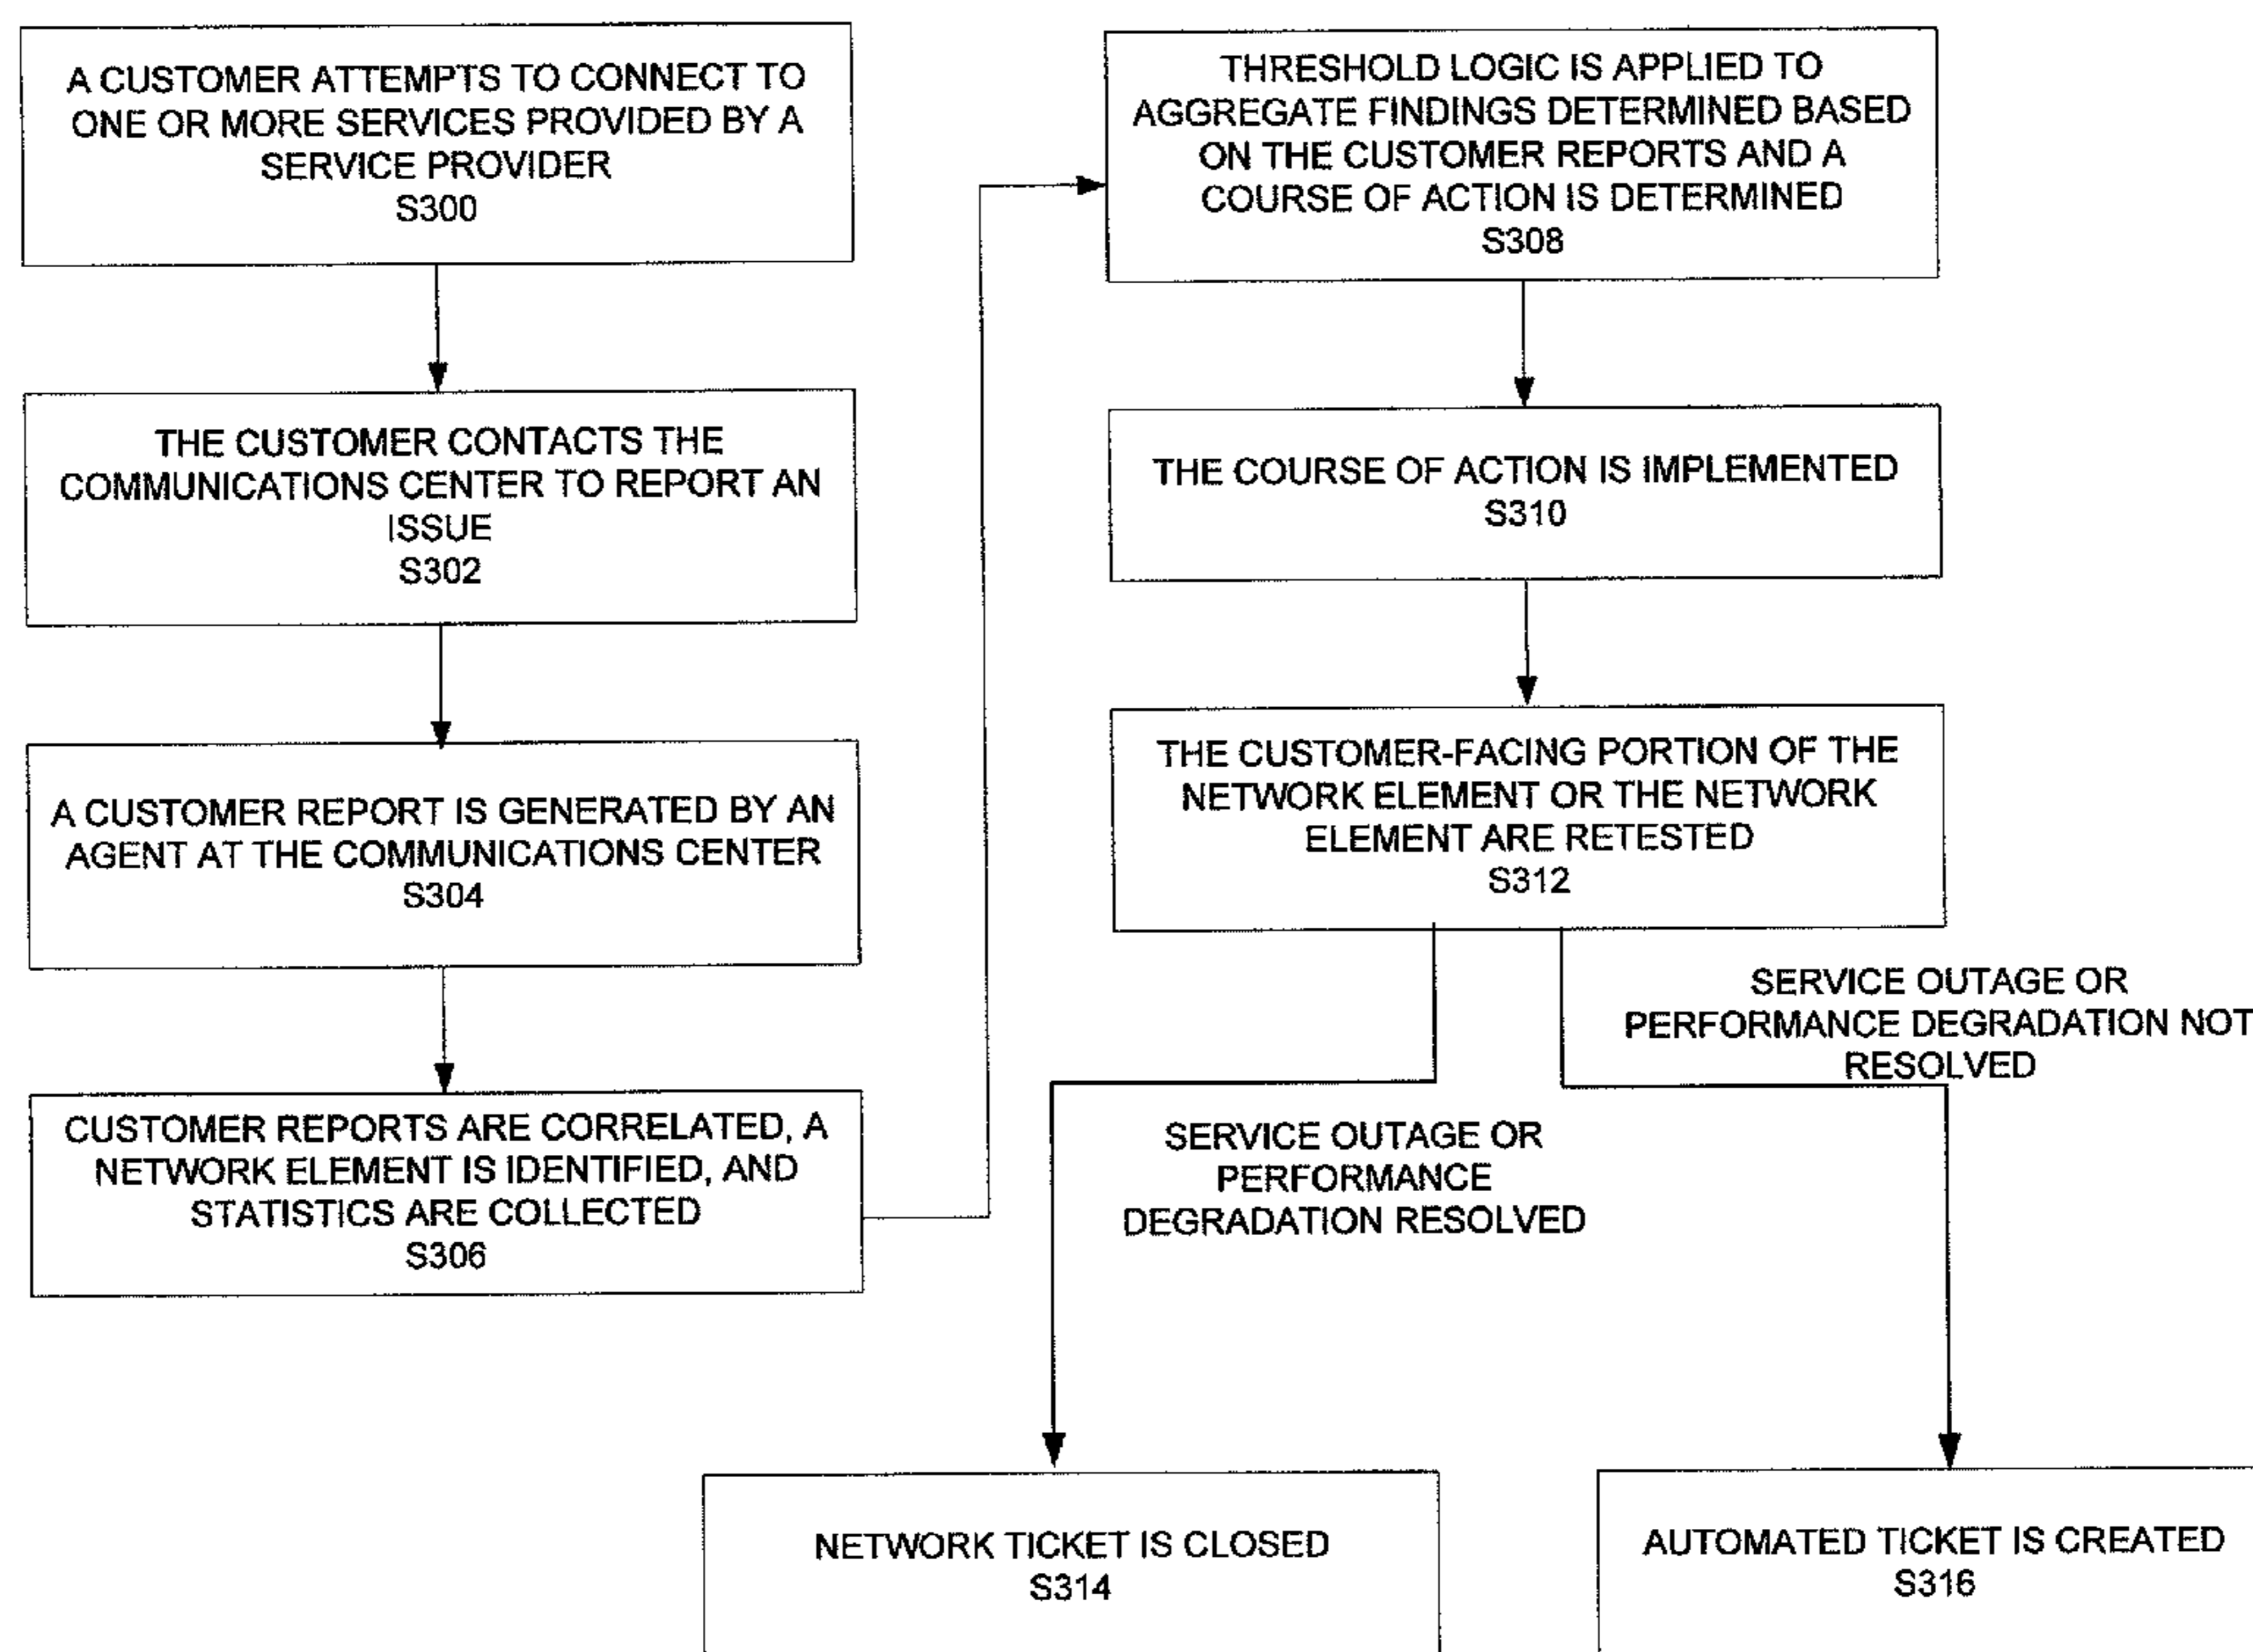 A CUSTOMER ATTEMPTS TO CONNECT TO
ONE OR MORE SERVICES PROVIDED BY A
SERVICE PROVIDER
S300
THE CUSTOMER CONTACTS THE
COMMUNICATIONS CENTER TO REPORT AN
ISSUE
S302
A CUSTOMER REPORT IS GENERATED BY AN
AGENT AT THE COMMUNICATIONS CENTER
S304
CUSTOMER REPORTS ARE CORRELATED, A
NETWORK ELEMENT IS IDENTIFIED, AND
STATISTICS ARE COLLECTED
S306
THRESHOLD LOGIC IS APPLIED TO
AGGREGATE FINDINGS DETERMINED BASED
ON THE CUSTOMER REPORTS AND A
COURSE OF ACTION IS DETERMINED
S308
THE COURSE OF ACTION IS IMPLEMENTED
S310
THE CUSTOMER-FACING PORTION OF THE
NETWORK ELEMENT OR THE NETWORK
ELEMENT ARE RETESTED
S312
SERVICE OUTAGE OR
PERFORMANCE DEGRADATION NOT
RESOLVED
SERVICE OUTAGE OR
PERFORMANCE
DEGRADATION RESOLVED
NETWORK TICKET IS CLOSED
S314
AUTOMATED TICKET IS CREATED
S316